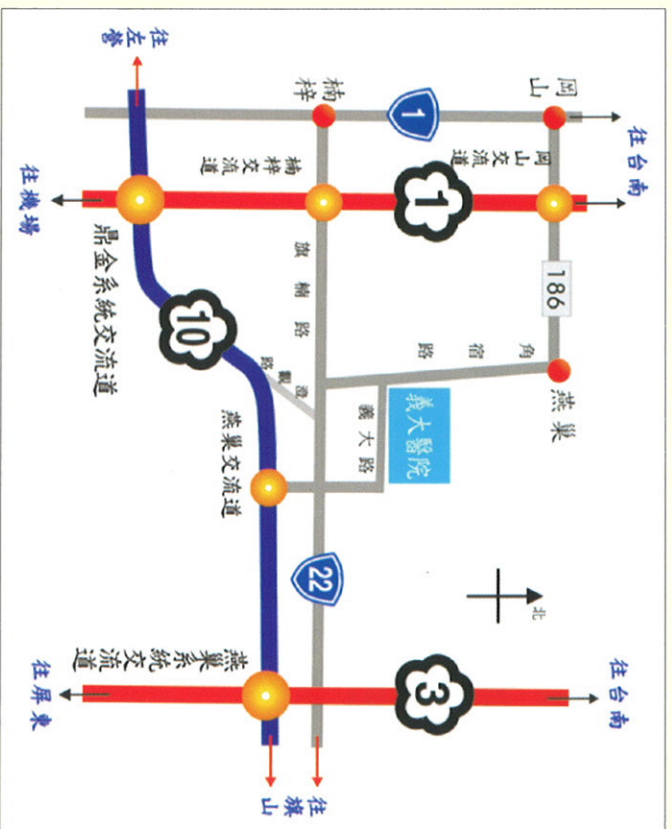 往左營
楠梓
岡山
往台南
1
岡山交流道
楠梓交流道
往機場
1
鼎金系統交流道
旗楠路
186
10
角宿路
燕巢
澄觀路
義大路
義大醫院
燕巢交流道
22
北
燕巢系統交流道
往屏東
3
往台南
往旗山